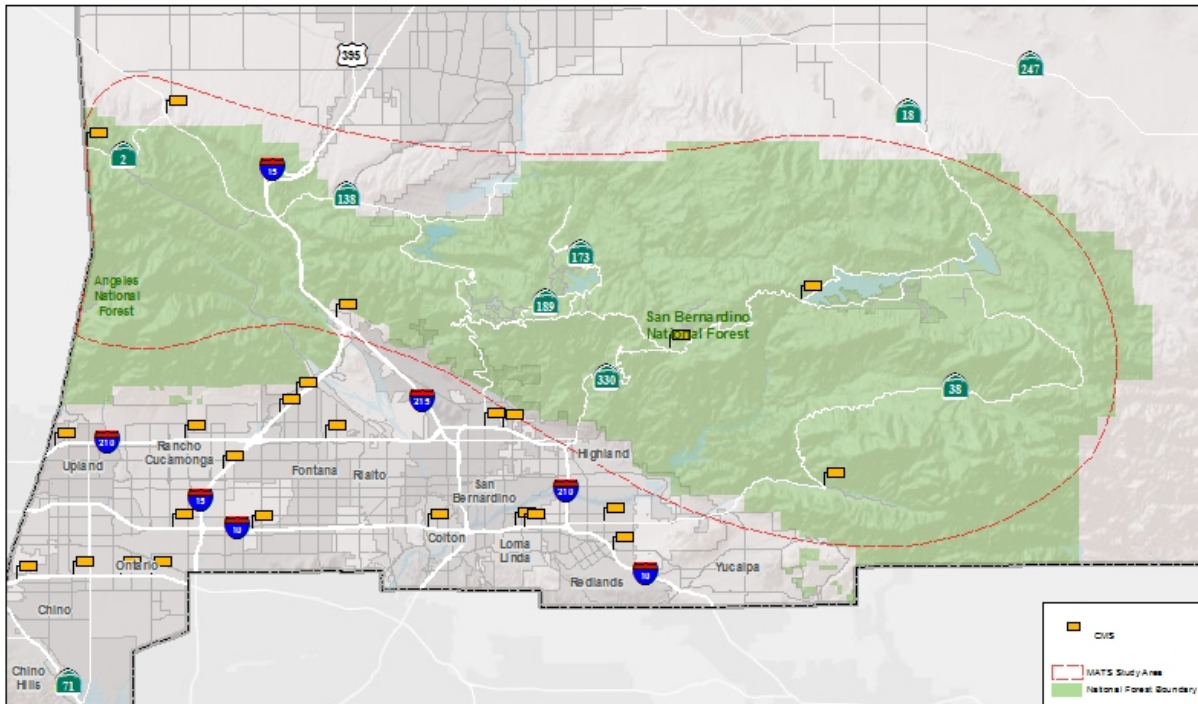 395
247
18
2
15
138
Angeles
National
Forest
173
189
San Bernardino
National Forest
330
38
215
210
Upland
Rancho
Cucamonga
Fontana
Rialto
Highland
San
Bernardino
210
15
10
Colton
Loma
Linda
Ontario
Redlands
10
Yucaipa
Chino
Chino
Hills
71
CMS
MATS Study Area
National Forest Boundary